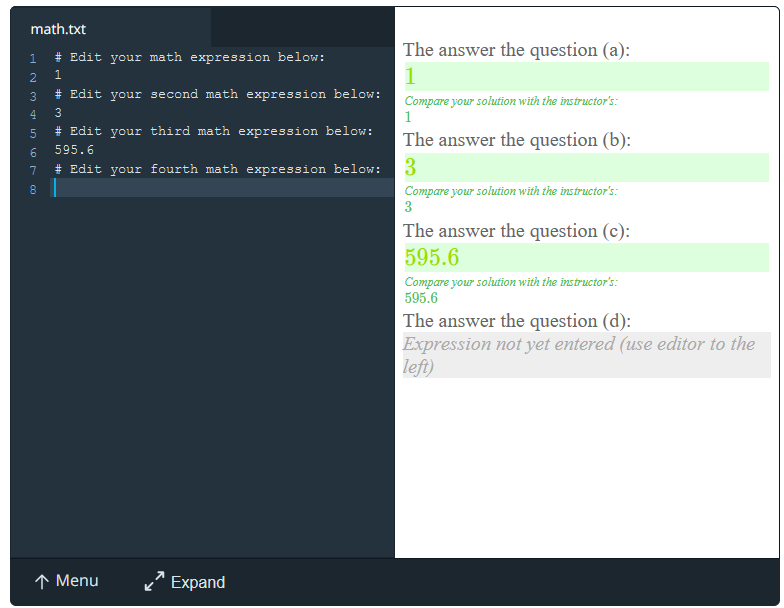 math.txt
1 # Edit your math expression below:
2 1
3 # Edit your second math expression below:
4 3
5 # Edit your third math expression below:
6 595.6
7 # Edit your fourth math expression below:
8
The answer the question (a):
1
Compare your solution with the instructor's:
1
The answer the question (b):
3
Compare your solution with the instructor's:
3
The answer the question (c):
595.6
Compare your solution with the instructor's:
595.6
The answer the question (d):
Expression not yet entered (use editor to the
left)
Menu
Expand